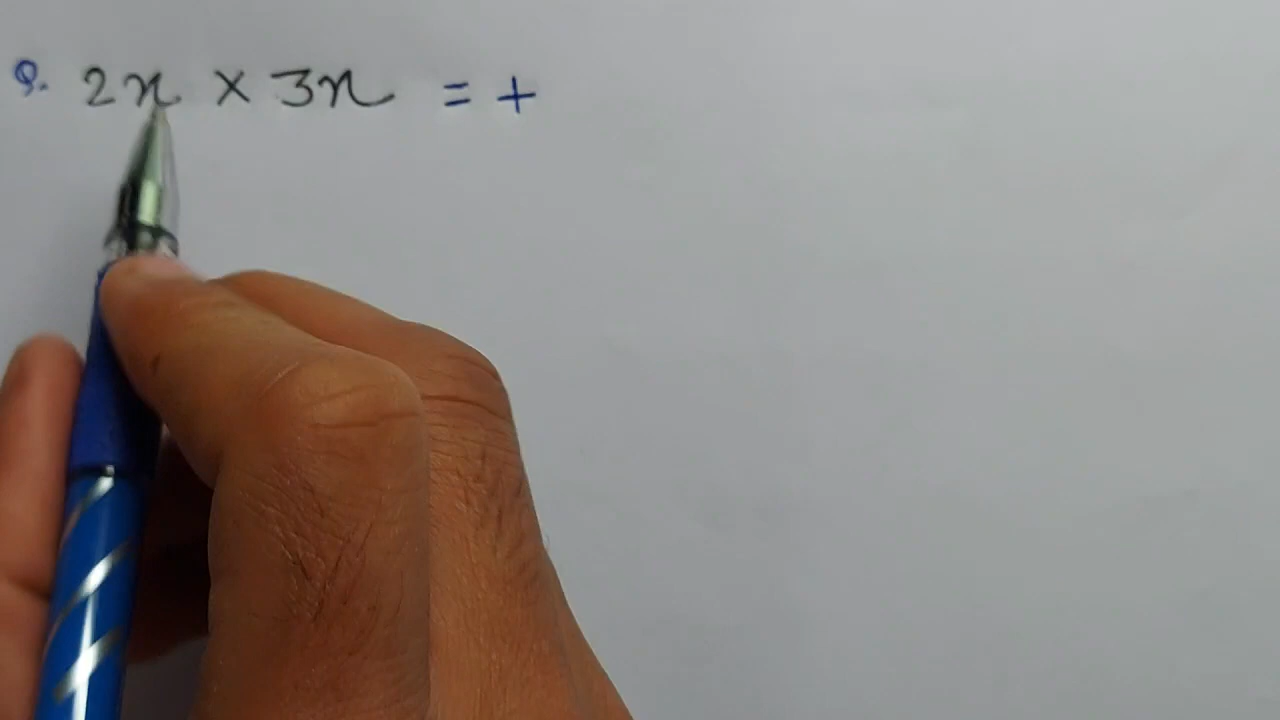 Q. 2x × 3x = +